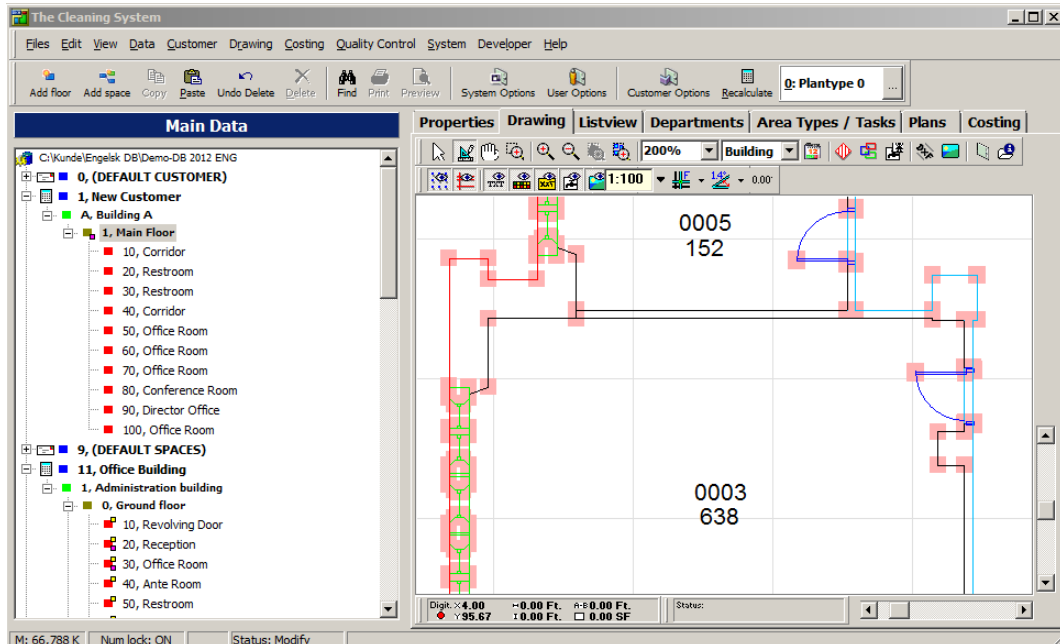 The Cleaning System
Files Edit View Data Customer Drawing Costing Quality Control System Developer Help
Add floor Add space Copy Paste Undo Delete Delete Find Print Preview System Options User Options Customer Options Recalculate 0: Plantype 0 ...
Main Data
Properties Drawing Listview Departments Area Types / Tasks Plans Costing
C:\Kunde\Engelsk DB\Demo-DB 2012 ENG
0, (DEFAULT CUSTOMER)
1, New Customer
A, Building A
1, Main Floor
10, Corridor
20, Restroom
30, Restroom
40, Corridor
50, Office Room
60, Office Room
70, Office Room
80, Conference Room
90, Director Office
100, Office Room
9, (DEFAULT SPACES)
11, Office Building
1, Administration building
0, Ground floor
10, Revolving Door
20, Reception
30, Office Room
40, Ante Room
50, Restroom
200% Building
TXT XXT 1:100 14° 0.00
0005
152
0003
638
Digit. X 4.00 0.00 Ft. A-B 0.00 Ft. Status:
Y 95.67 0.00 Ft. 0.00 SF
M: 66.788 K Num lock: ON Status: Modify